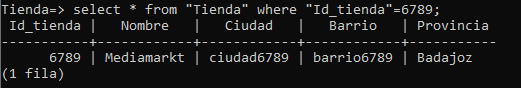 Tienda=> select * from "Tienda" where "Id_tienda"=6789;
 Id_tienda |   Nombre   |   Ciudad   |   Barrio   | Provincia
-----------+------------+------------+------------+-----------
      6789 | Mediamarkt | ciudad6789 | barrio6789 | Badajoz
(1 fila)